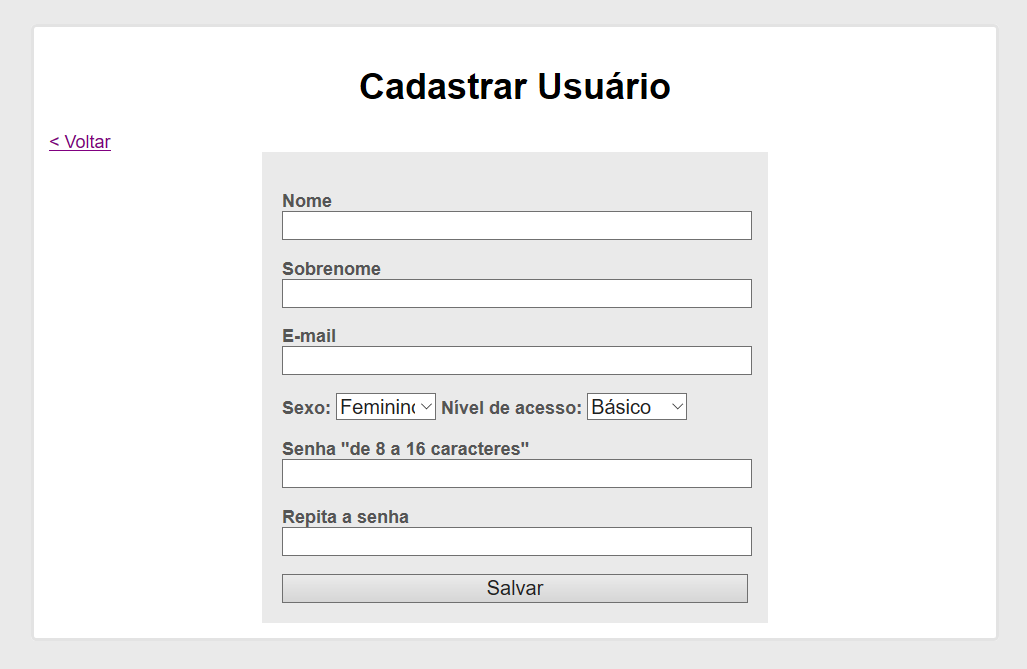 Cadastrar Usuário
< Voltar
Nome
Sobrenome
E-mail
Sexo: Feminino Nível de acesso: Básico
Senha "de 8 a 16 caracteres"
Repita a senha
Salvar